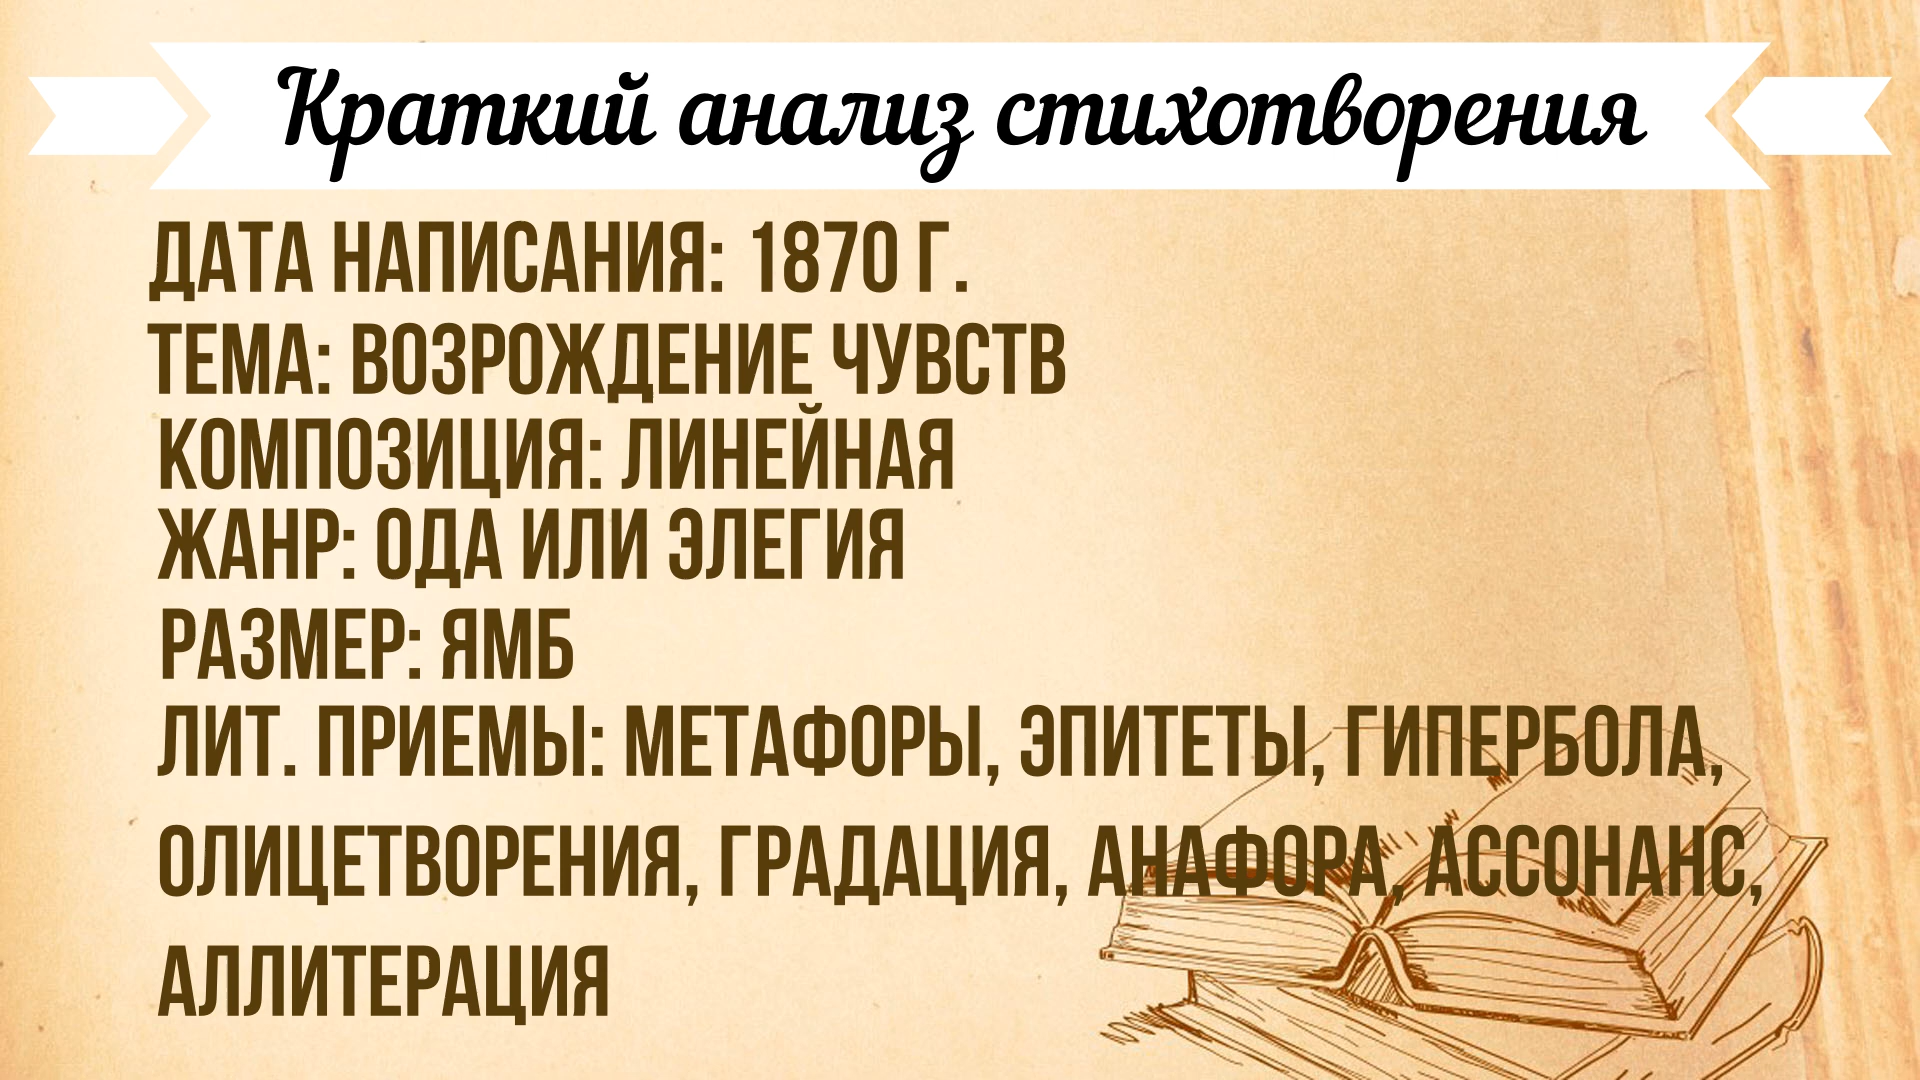 Краткий анализ стихотворения
ДАТА НАПИСАНИЯ: 1870 Г.
ТЕМА: ВОЗРОЖДЕНИЕ ЧУВСТВ
КОМПОЗИЦИЯ: ЛИНЕЙНАЯ
ЖАНР: ОДА ИЛИ ЭЛЕГИЯ
РАЗМЕР: ЯМБ
ЛИТ. ПРИЕМЫ: МЕТАФОРЫ, ЭПИТЕТЫ, ГИПЕРБОЛА,
ОЛИЦЕТВОРЕНИЯ, ГРАДАЦИЯ, АНАФОРА, АССОНАНС,
АЛЛИТЕРАЦИЯ